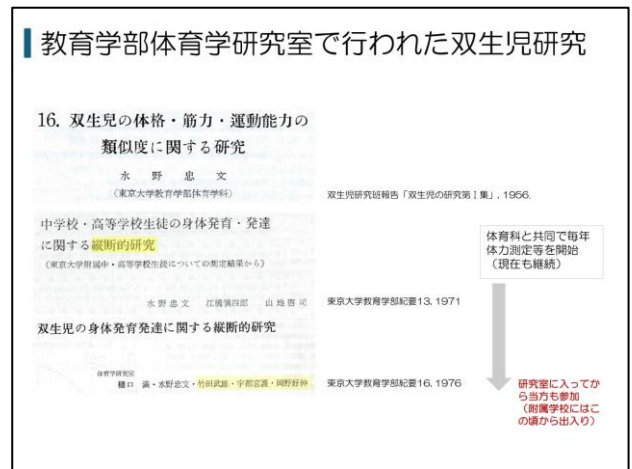 教育学部体育学研究室で行われた双生児研究
16. 双生児の体格・筋力・運動能力の
類似度に関する研究
水野忠文
(東京大学教育学部体育学科)
双生児研究班報告「双生児の研究第Ⅰ集」, 1956.
中学校・高等学校生徒の身体発育・発達
に関する縦断的研究
(東京大学附属中・高等学校生徒についての測定結果から)
水野忠文 江橋慎四郎 山地啓司
東京大学教育学部紀要13, 1971
双生児の身体発育発達に関する縦断的研究
体育学研究室
樋口 満・水野忠文・竹田武雄・宇都宮護・岡野好伸
東京大学教育学部紀要16, 1976
体育科と共同で毎年
体力測定等を開始
(現在も継続)
研究室に入ってか
ら当方も参加
(附属学校にはこ
の頃から出入り)